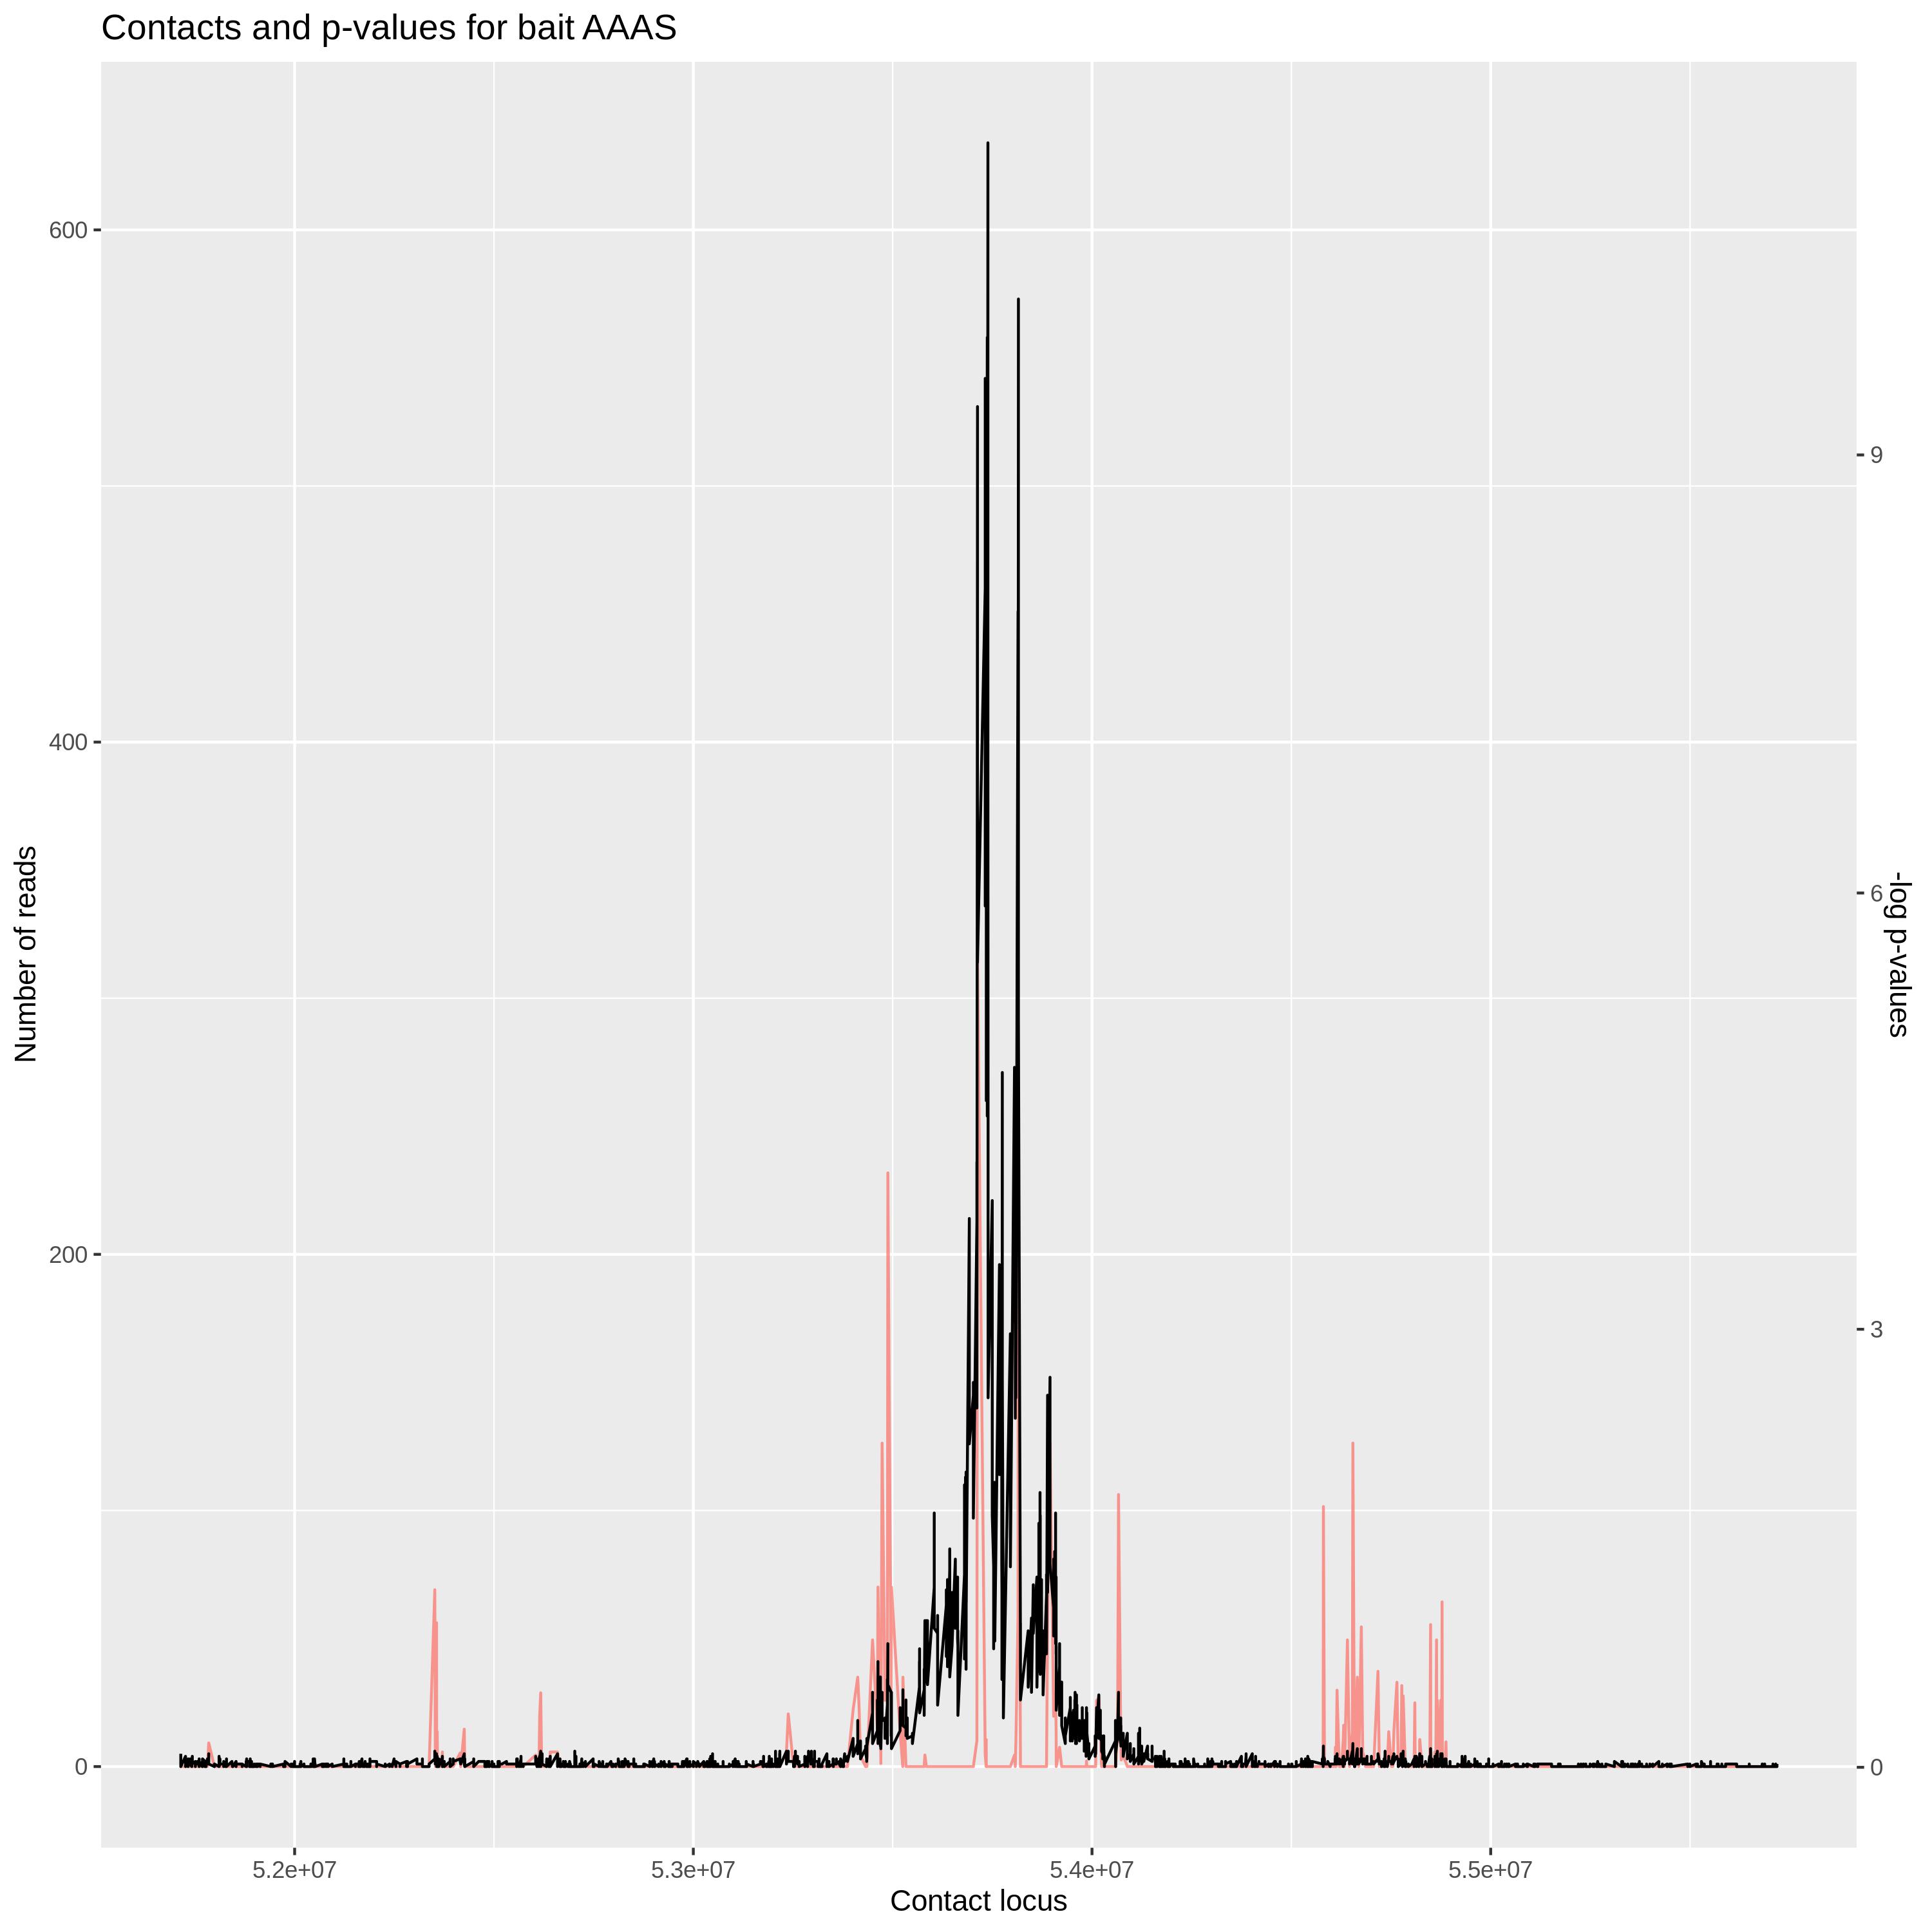 Contacts and p-values for bait AAAS
600
400
200
0
Number of reads
9
6
3
0
-log p-values
5.2e+07
5.3e+07
5.4e+07
5.5e+07
Contact locus